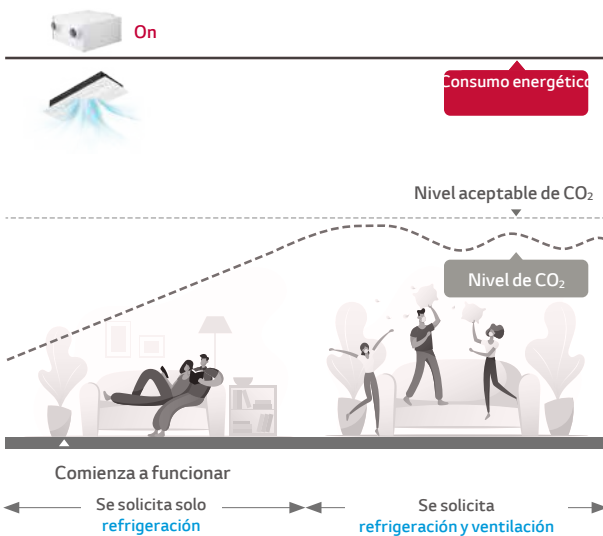 On
Consumo energético
Nivel aceptable de CO₂
Nivel de CO₂
Comienza a funcionar
Se solicita solo
refrigeración
Se solicita
refrigeración y ventilación